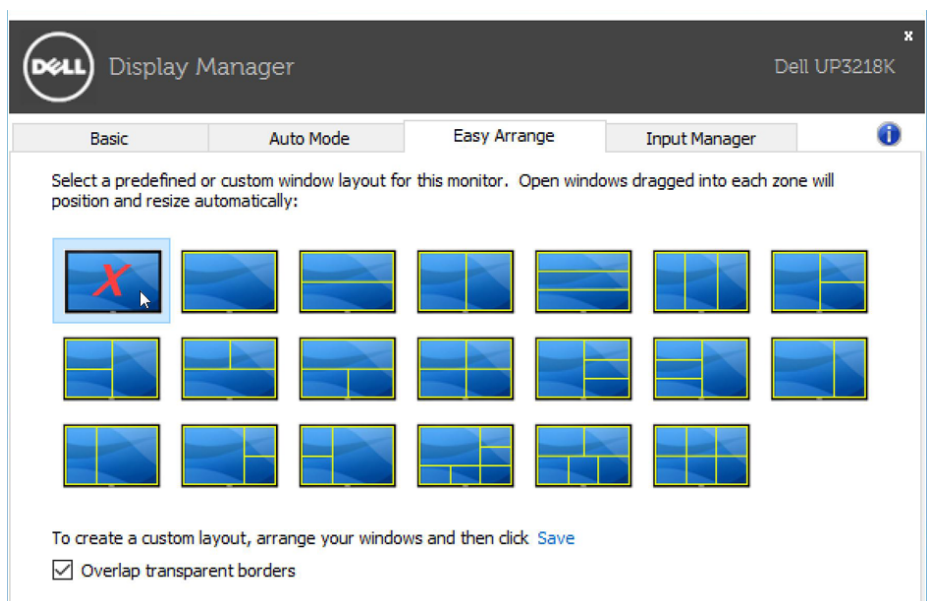 x
DELL Display Manager Dell UP3218K
Basic Auto Mode Easy Arrange Input Manager i
Select a predefined or custom window layout for this monitor. Open windows dragged into each zone will
position and resize automatically:
X
To create a custom layout, arrange your windows and then click Save
Overlap transparent borders